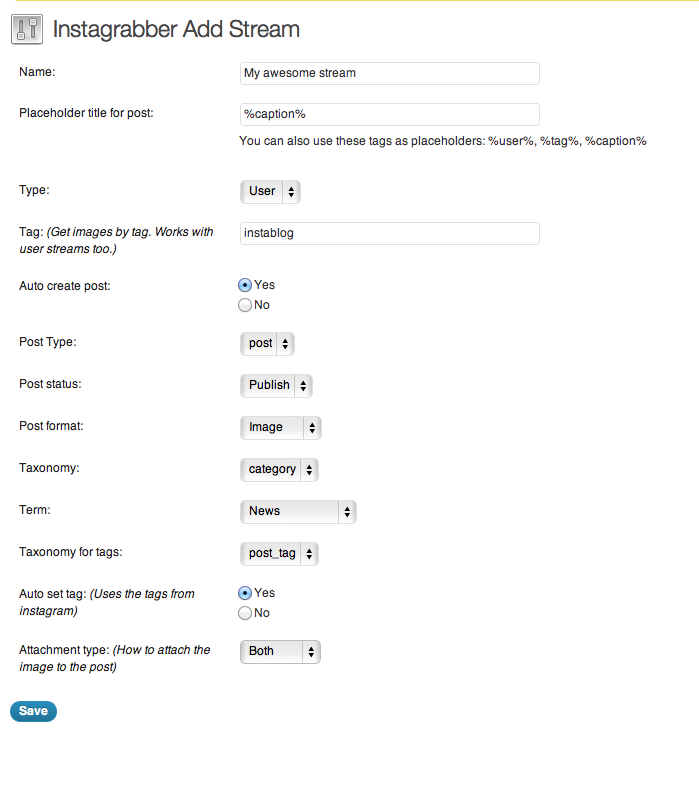 Instagrabber Add Stream
Name: My awesome stream
Placeholder title for post: %caption%
You can also use these tags as placeholders: %user%, %tag%, %caption%
Type: User
Tag: (Get images by tag. Works with
user streams too.)
instablog
Auto create post: Yes
No
Post Type: post
Post status: Publish
Post format: Image
Taxonomy: category
Term: News
Taxonomy for tags: post_tag
Auto set tag: (Uses the tags from
instagram)
Yes
No
Attachment type: (How to attach the
image to the post)
Both
Save